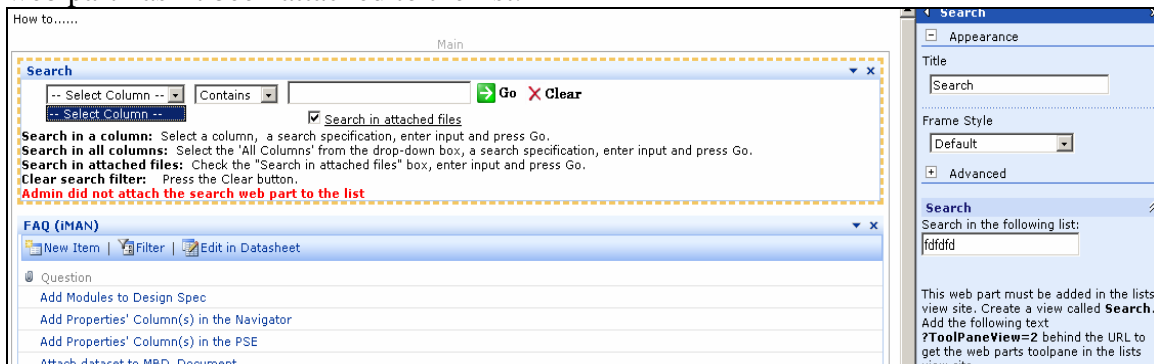 How to......
Main
Search
-- Select Column -- Contains Go Clear
-- Select Column -- Search in attached files
Search in a column: Select a column, a search specification, enter input and press Go.
Search in all columns: Select the 'All Columns' from the drop-down box, a search specification, enter input and press Go.
Search in attached files: Check the "Search in attached files" box, enter input and press Go.
Clear search filter: Press the Clear button.
Admin did not attach the search web part to the list
FAQ (iMAN)
New Item | Filter | Edit in Datasheet
Question
Add Modules to Design Spec
Add Properties' Column(s) in the Navigator
Add Properties' Column(s) in the PSE
Search
Appearance
Title
Search
Frame Style
Default
Advanced
Search
Search in the following list:
fdfdfd
This web part must be added in the lists
view site. Create a view called Search.
Add the following text
?ToolPaneView=2 behind the URL to
get the web parts toolpane in the lists